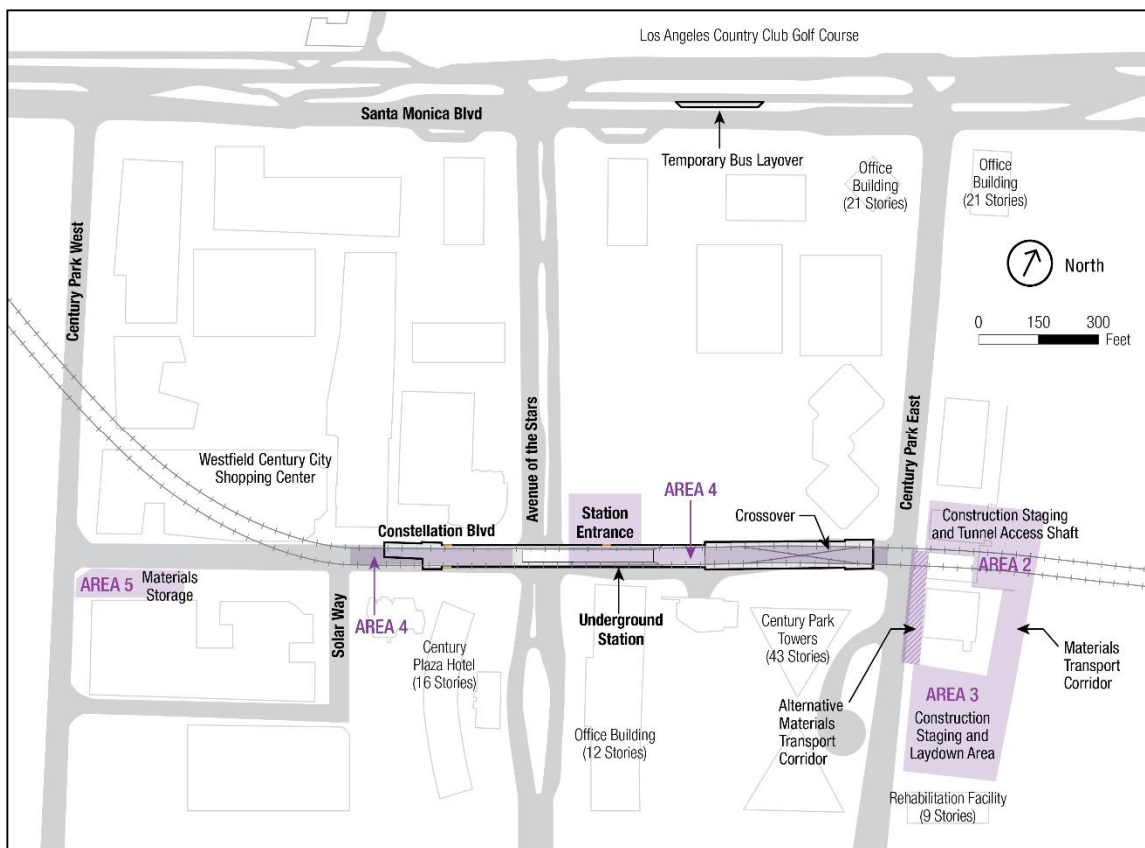 Los Angeles Country Club Golf Course
Santa Monica Blvd
Temporary Bus Layover
Office
Building
(21 Stories)
Office
Building
(21 Stories)
North
0 150 300
Feet
Century Park West
Avenue of the Stars
Century Park East
Westfield Century City
Shopping Center
Constellation Blvd
Station
Entrance
AREA 4
Crossover
Construction Staging
and Tunnel Access Shaft
AREA 2
AREA 5
Materials
Storage
Solar Way
AREA 4
Century
Plaza Hotel
(16 Stories)
Underground
Station
Century Park
Towers
(43 Stories)
Materials
Transport
Corridor
Office Building
(12 Stories)
Alternative
Materials
Transport
Corridor
AREA 3
Construction
Staging and
Laydown Area
Rehabilitation Facility
(9 Stories)